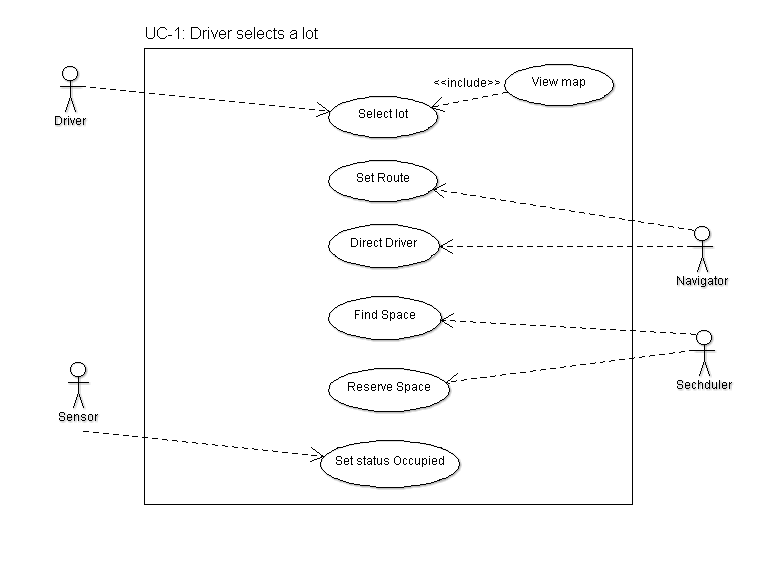 UC-1: Driver selects a lot
<<include>>
View map
Select lot
Driver
Set Route
Direct Driver
Navigator
Find Space
Reserve Space
Sechduler
Sensor
Set status Occupied